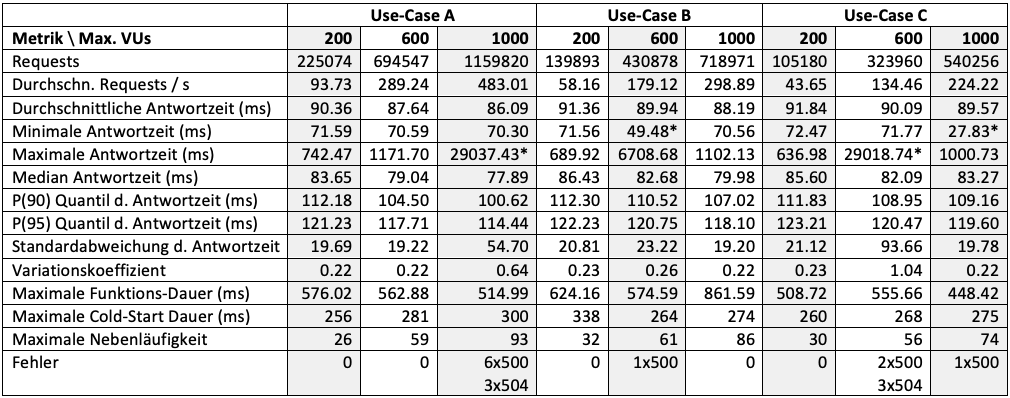 Use-Case A Use-Case B Use-Case C
Metrik \ Max. VUs 200 600 1000 200 600 1000 200 600 1000
Requests 225074 694547 1159820 139893 430878 718971 105180 323960 540256
Durchschn. Requests / s 93.73 289.24 483.01 58.16 179.12 298.89 43.65 134.46 224.22
Durchschnittliche Antwortzeit (ms) 90.36 87.64 86.09 91.36 89.94 88.19 91.84 90.09 89.57
Minimale Antwortzeit (ms) 71.59 70.59 70.30 71.56 49.48* 70.56 72.47 71.77 27.83*
Maximale Antwortzeit (ms) 742.47 1171.70 29037.43* 689.92 6708.68 1102.13 636.98 29018.74* 1000.73
Median Antwortzeit (ms) 83.65 79.04 77.89 86.43 82.68 79.98 85.60 82.09 83.27
P(90) Quantil d. Antwortzeit (ms) 112.18 104.50 100.62 112.30 110.52 107.02 111.83 108.95 109.16
P(95) Quantil d. Antwortzeit (ms) 121.23 117.71 114.44 122.23 120.75 118.10 123.21 120.47 119.60
Standardabweichung d. Antwortzeit 19.69 19.22 54.70 20.81 23.22 19.20 21.12 93.66 19.78
Variationskoeffizient 0.22 0.22 0.64 0.23 0.26 0.22 0.23 1.04 0.22
Maximale Funktions-Dauer (ms) 576.02 562.88 514.99 624.16 574.59 861.59 508.72 555.66 448.42
Maximale Cold-Start Dauer (ms) 256 281 300 338 264 274 260 268 275
Maximale Nebenläufigkeit 26 59 93 32 61 86 30 56 74
Fehler 0 0 6x500 0 1x500 0 0 2x500 1x500
3x504 3x504